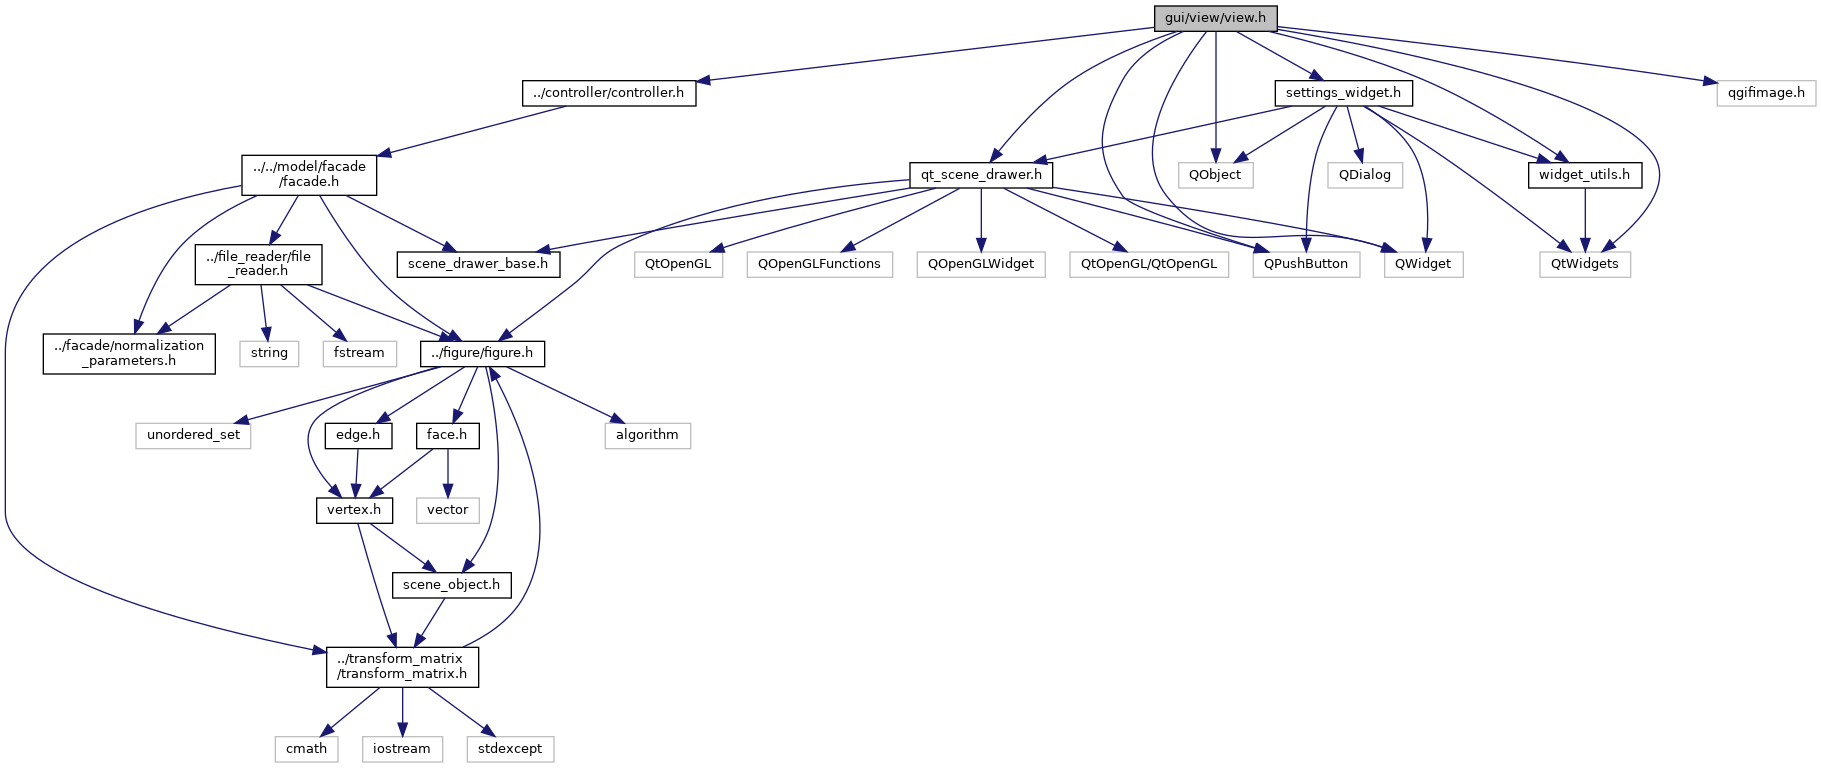 gui/view/view.h
../controller/controller.h
settings_widget.h
qgifimage.h
../../model/facade
/facade.h
qt_scene_drawer.h
QObject
QDialog
widget_utils.h
../file_reader/file
_reader.h
scene_drawer_base.h
QtOpenGL
QOpenGLFunctions
QOpenGLWidget
QtOpenGL/QtOpenGL
QPushButton
QWidget
QtWidgets
../facade/normalization
_parameters.h
string
fstream
../figure/figure.h
unordered_set
edge.h
face.h
algorithm
vertex.h
vector
scene_object.h
../transform_matrix
/transform_matrix.h
cmath
iostream
stdexcept